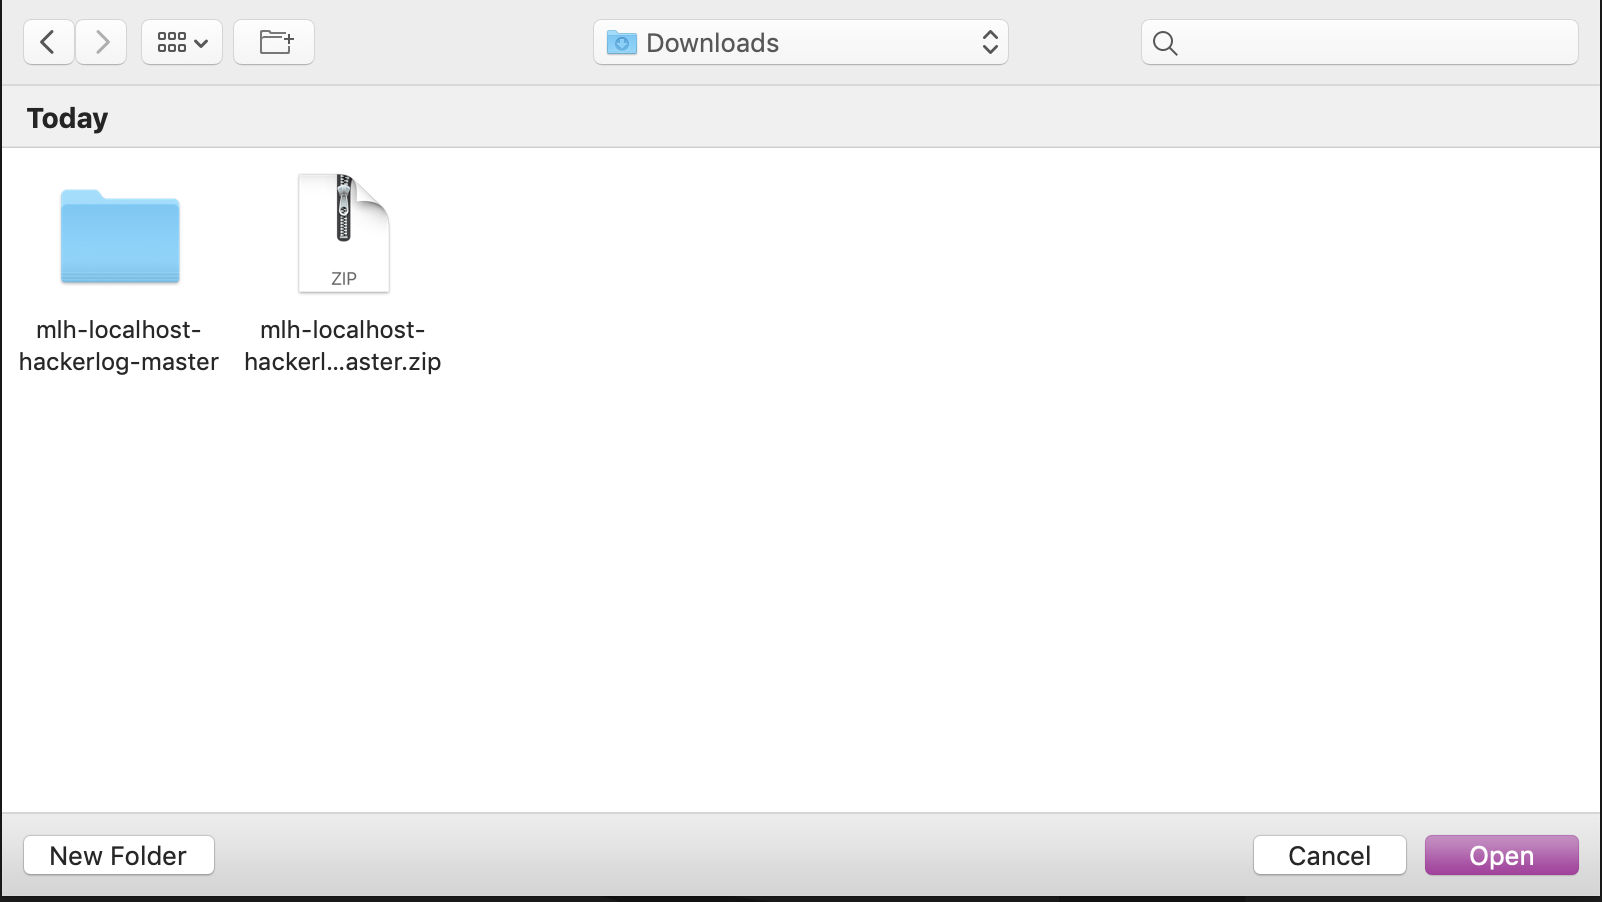 Downloads
Today
ZIP
mlh-localhost-
hackerlog-master
mlh-localhost-
hackerl...aster.zip
New Folder
Cancel
Open